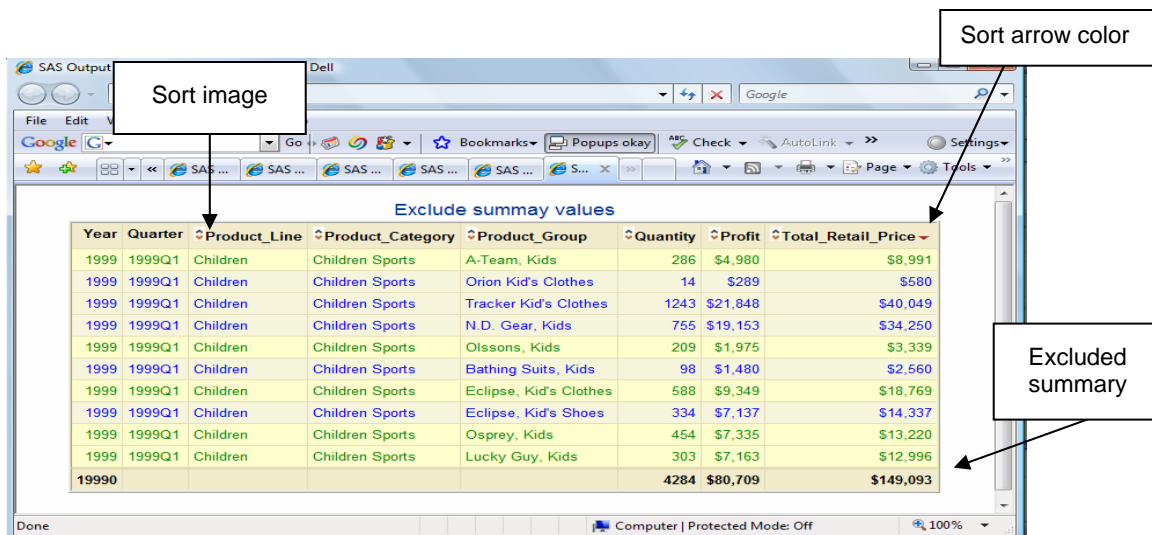 Sort arrow color
SAS Output
Dell
Sort image
Google
File Edit
Google G Go Bookmarks Popups okay ABC Check AutoLink >> Settings
« SAS ... SAS ... SAS ... SAS ... SAS ... S... X » Page Tools »
Exclude summay values
Year Quarter Product_Line Product_Category Product_Group Quantity Profit Total_Retail_Price
1999 1999Q1 Children Children Sports A-Team, Kids 286 $4,980 $8,991
1999 1999Q1 Children Children Sports Orion Kid's Clothes 14 $289 $580
1999 1999Q1 Children Children Sports Tracker Kid's Clothes 1243 $21,848 $40,049
1999 1999Q1 Children Children Sports N.D. Gear, Kids 755 $19,153 $34,250
1999 1999Q1 Children Children Sports Olssons, Kids 209 $1,975 $3,339
1999 1999Q1 Children Children Sports Bathing Suits, Kids 98 $1,480 $2,560
1999 1999Q1 Children Children Sports Eclipse, Kid's Clothes 588 $9,349 $18,769
1999 1999Q1 Children Children Sports Eclipse, Kid's Shoes 334 $7,137 $14,337
1999 1999Q1 Children Children Sports Osprey, Kids 454 $7,335 $13,220
1999 1999Q1 Children Children Sports Lucky Guy, Kids 303 $7,163 $12,996
19990 4284 $80,709 $149,093
Excluded
summary
Done Computer | Protected Mode: Off 100%